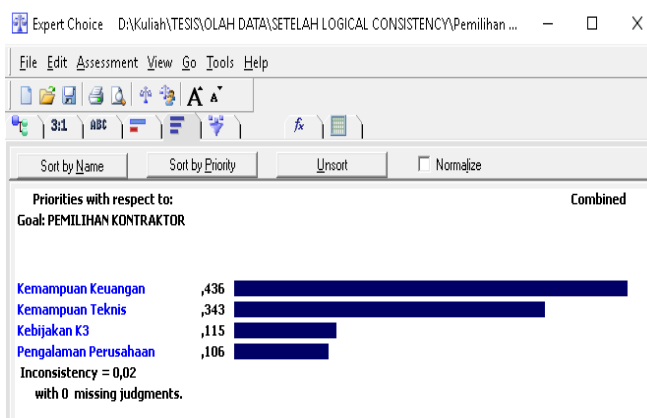 Expert Choice D:\Kuliah\TESIS\OLAH DATA\SETELAH LOGICAL CONSISTENCY\Pemilihan ...
File Edit Assessment View Go Tools Help
A A
3:1 ABC fx
Sort by Name Sort by Priority Unsort Normalize
Priorities with respect to: Combined
Goal: PEMILIHAN KONTRAKTOR
Kemampuan Keuangan ,436
Kemampuan Teknis ,343
Kebijakan K3 ,115
Pengalaman Perusahaan ,106
Inconsistency = 0,02
with 0 missing judgments.